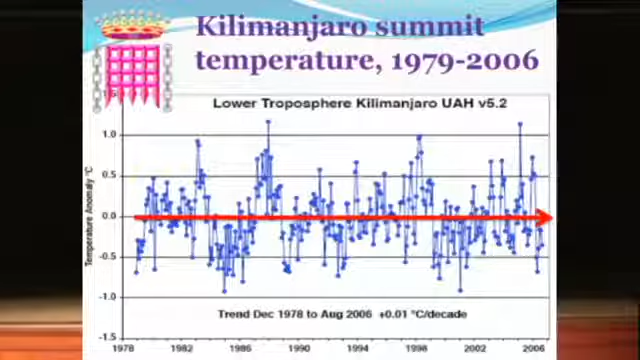 Kilimanjaro summit
temperature, 1979-2006
Lower Troposphere Kilimanjaro UAH v5.2
1.0
0.5
0.0
-0.5
-1.0
-1.5
Temperature Anomaly °C
Trend Dec 1978 to Aug 2006 +0.01 °C/decade
1978 1982 1986 1990 1994 1998 2002 2006